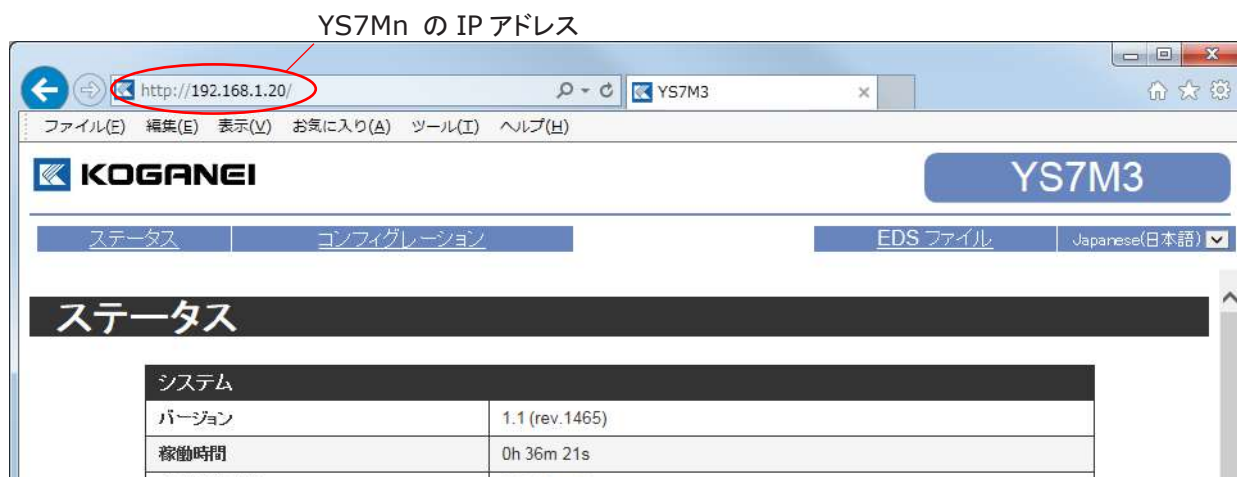 YS7Mn の IP アドレス
http://192.168.1.20/
YS7M3
ファイル(F) 編集(E) 表示(V) お気に入り(A) ツール(T) ヘルプ(H)
KOGANEI
YS7M3
ステータス コンフィグレーション EDS ファイル Japanese(日本語)
ステータス
システム
バージョン 1.1 (rev.1465)
稼働時間 0h 36m 21s